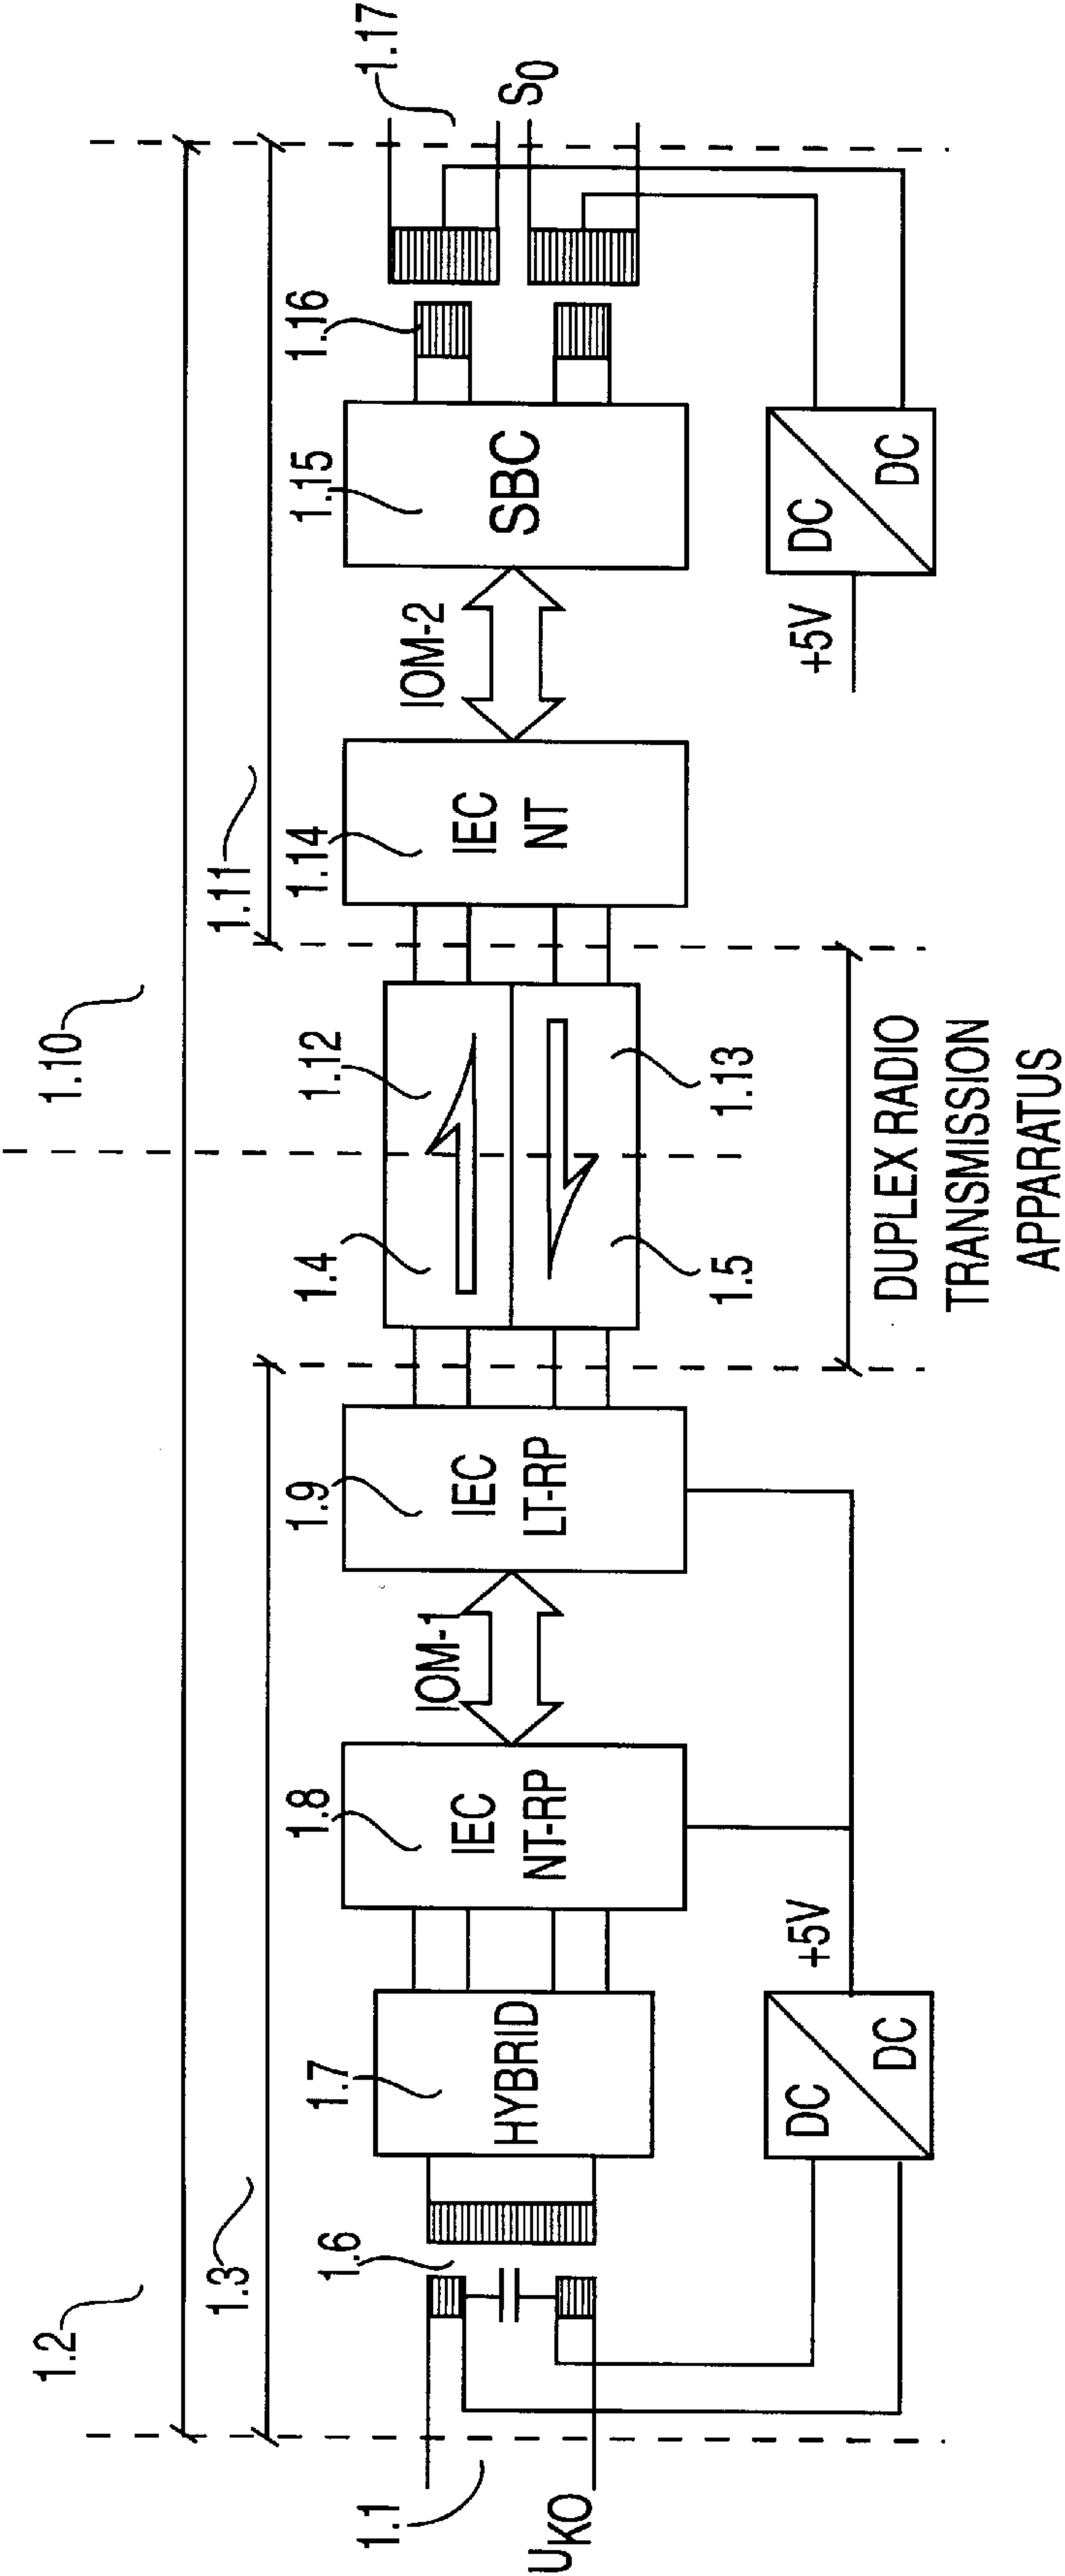 1.2
1.10
1.3
1.11
1.1
U_KO
1.6
1.7
HYBRID
1.8
IEC
NT-RP
IOM-1
1.9
IEC
LT-RP
1.4
1.12
1.5
1.13
1.14
IEC
NT
IOM-2
1.15
SBC
1.16
1.17
S_0
DC
DC
+5V
DUPLEX RADIO
TRANSMISSION
APPARATUS
+5V
DC
DC